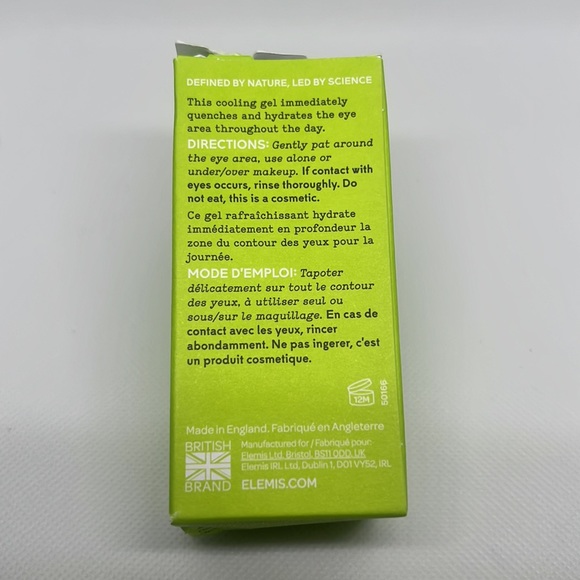 DEFINED BY NATURE, LED BY SCIENCE
This cooling gel immediately
quenches and hydrates the eye
area throughout the day.
DIRECTIONS: Gently pat around
the eye area, use alone or
under/over makeup. If contact with
eyes occurs, rinse thoroughly. Do
not eat, this is a cosmetic.
Ce gel rafraîchissant hydrate
immédiatement en profondeur la
zone du contour des yeux pour la
journée.
MODE D'EMPLOI: Tapoter
délicatement sur tout le contour
des yeux, à utiliser seul ou
sous/sur le maquillage. En cas de
contact avec les yeux, rincer
abondamment. Ne pas ingerer, c'est
un produit cosmetique.
12M
50166
Made in England. Fabriqué en Angleterre
BRITISH
BRAND
Manufactured for / Fabriqué pour:
Elemis Ltd, Bristol, BS11 0DD, UK
Elemis IRL Ltd, Dublin 1, D01 VY52, IRL
ELEMIS.COM